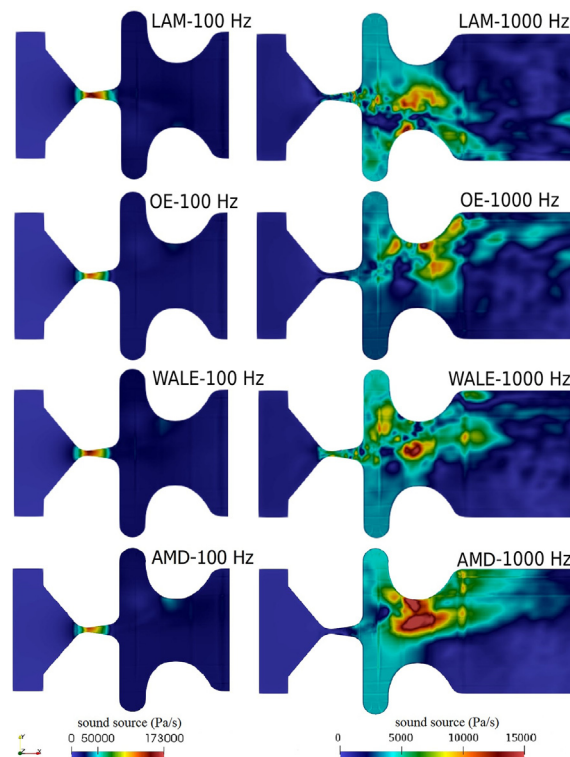 LAM-100 Hz
LAM-1000 Hz
OE-100 Hz
OE-1000 Hz
WALE-100 Hz
WALE-1000 Hz
AMD-100 Hz
AMD-1000 Hz
sound source (Pa/s)
0 50000 173000
sound source (Pa/s)
0 5000 10000 15000
Y
Z X